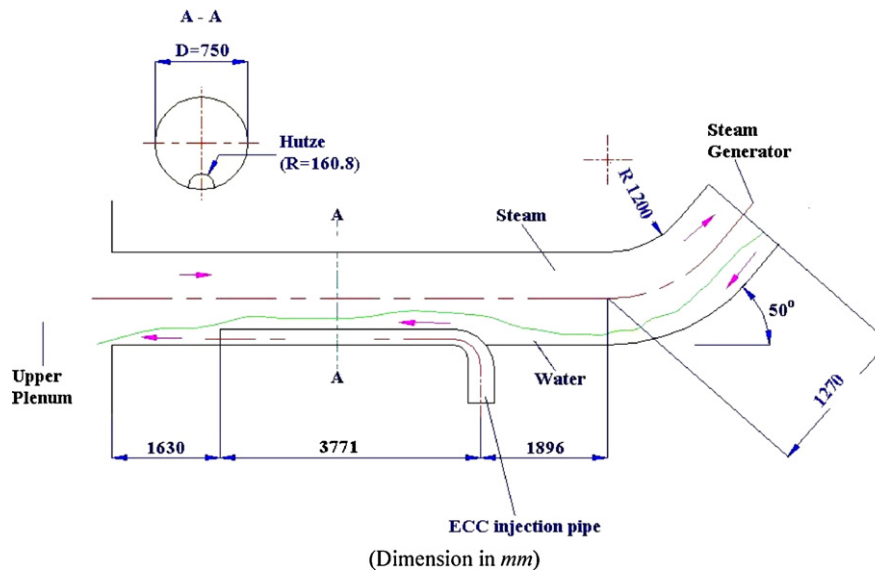 A - A
D=750
Hutze
(R=160.8)
Steam
Generator
R 1200
A
Steam
50°
A
Water
Upper
Plenum
1270
1630
3771
1896
ECC injection pipe
(Dimension in mm)